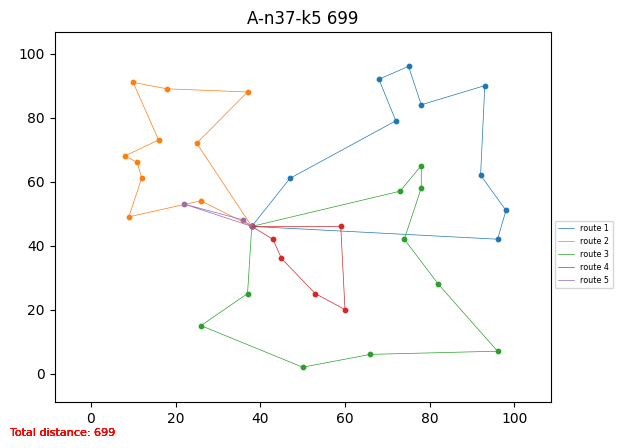 A-n37-k5 699
100
80
60
40
20
0
0 20 40 60 80 100
route 1
route 2
route 3
route 4
route 5
Total distance: 699